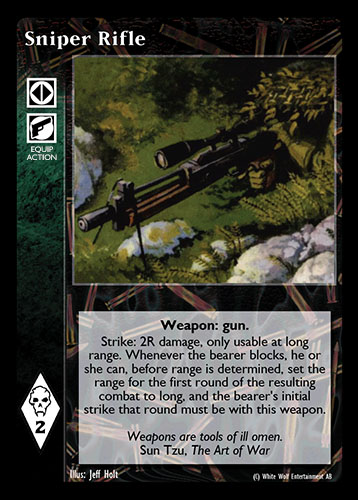 Sniper Rifle
EQUIP
ACTION
Weapon: gun.
Strike: 2R damage, only usable at long
range. Whenever the bearer blocks, he or
she can, before range is determined, set the
range for the first round of the resulting
combat to long, and the bearer's initial
strike that round must be with this weapon.
Weapons are tools of ill omen.
Sun Tzu, The Art of War
2
Illus: Jeff Holt
(C) White Wolf Entertainment AB